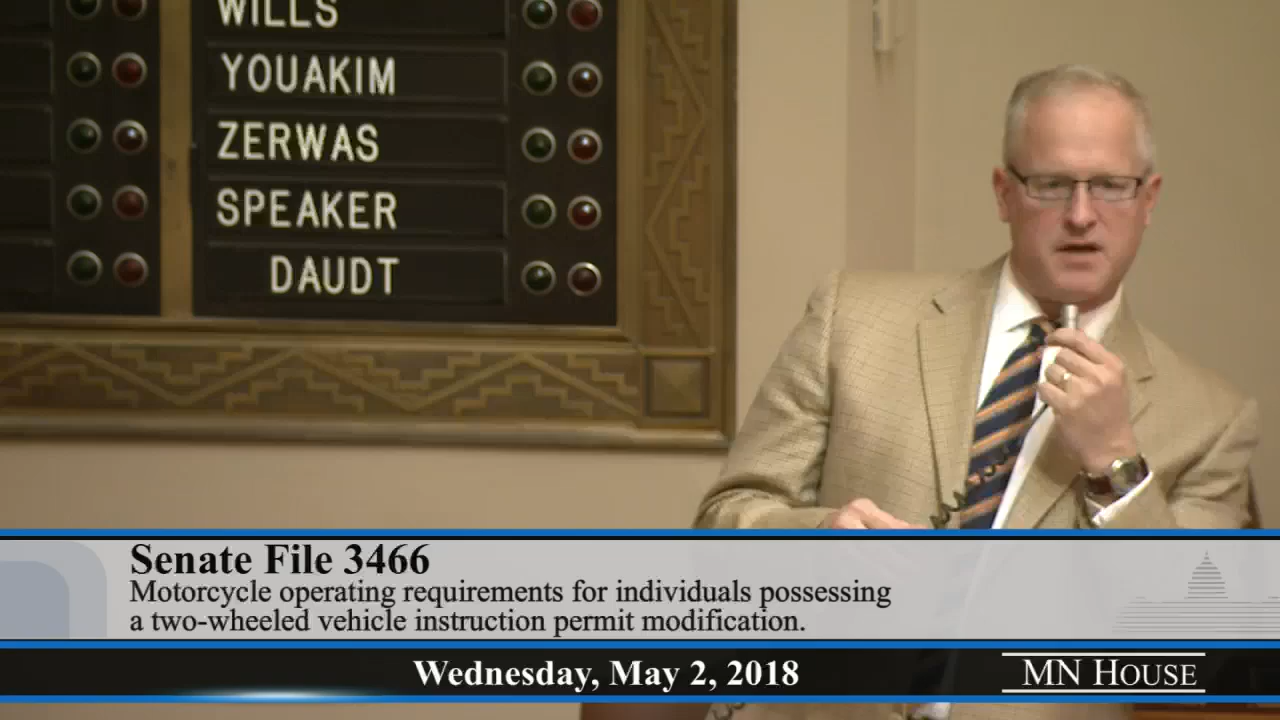 WILLS
YOUAKIM
ZERWAS
SPEAKER
DAUDT
Senate File 3466
Motorcycle operating requirements for individuals possessing
a two-wheeled vehicle instruction permit modification.
Wednesday, May 2, 2018
MN HOUSE